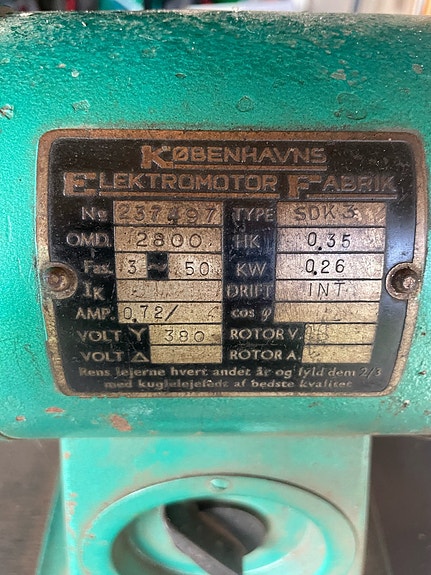 KØBENHAVNS
ELEKTROMOTOR FABRIK
No 237497 TYPE SDK 3
OMD. 2800 HK 0.35
Fas. 3 ~ 50 KW 0.26
IK DRIFT INT
AMP. 0.72/ cos φ
VOLT Y 380 ROTOR V.
VOLT Δ ROTOR A.
Rens lejerne hvert andet år og fyld dem 2/3
med kuglelejefedt af bedste kvalitet